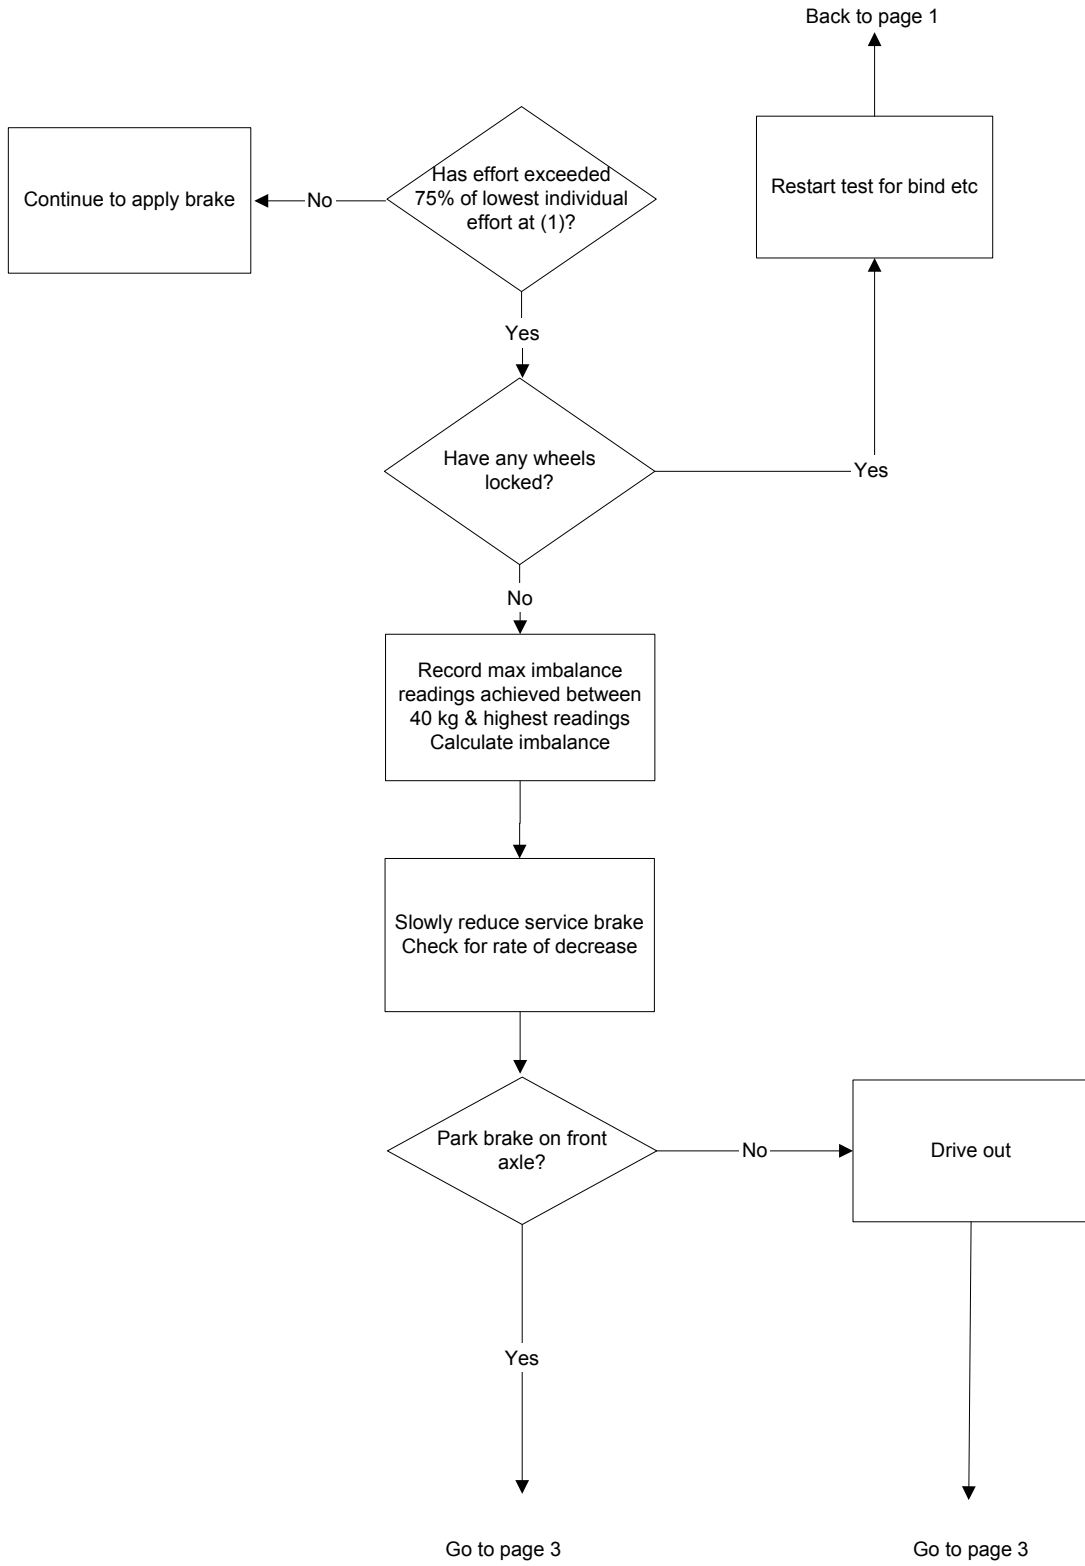 Back to page 1
Has effort exceeded
75% of lowest individual
effort at (1)?
Continue to apply brake
No
Restart test for bind etc
Yes
Have any wheels
locked?
Yes
No
Record max imbalance
readings achieved between
40 kg & highest readings
Calculate imbalance
Slowly reduce service brake
Check for rate of decrease
Park brake on front
axle?
No
Drive out
Yes
Go to page 3
Go to page 3